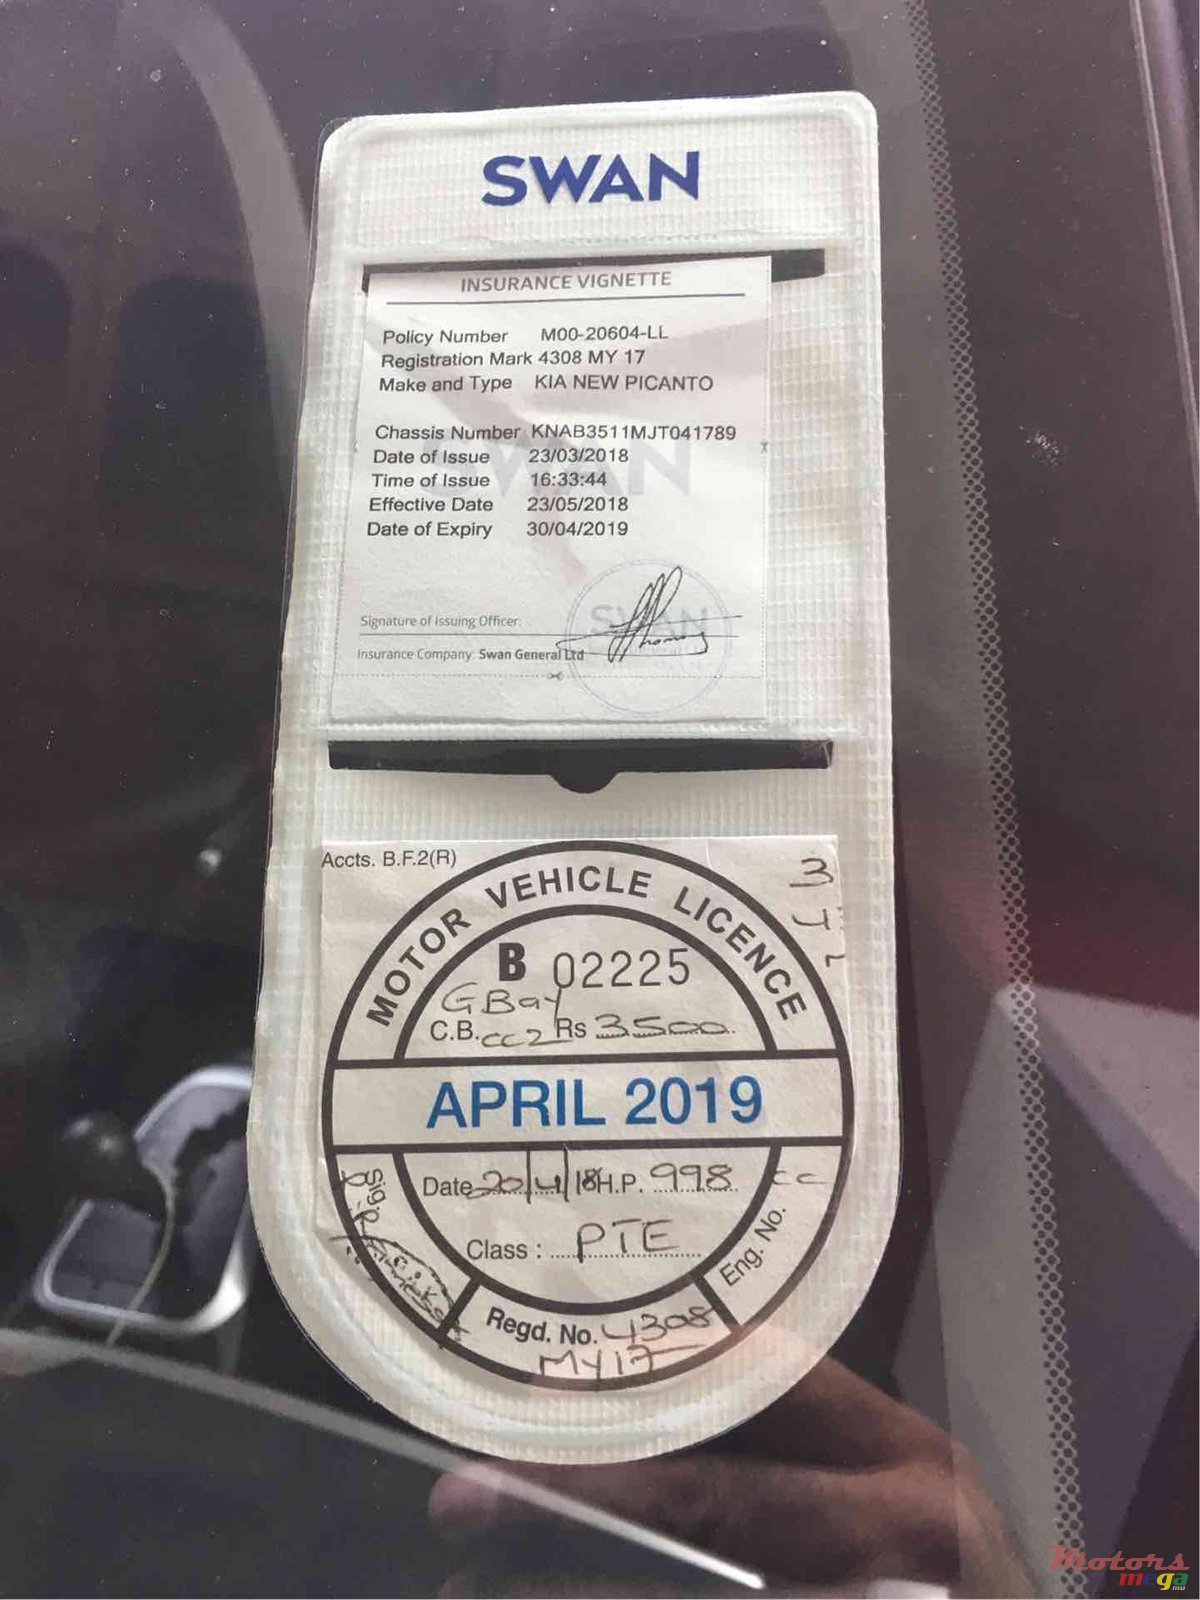 SWAN
INSURANCE VIGNETTE
Policy Number M00-20604-LL
Registration Mark 4308 MY 17
Make and Type KIA NEW PICANTO
Chassis Number KNAB3511MJT041789
Date of Issue 23/03/2018
Time of Issue 16:33:44
Effective Date 23/05/2018
Date of Expiry 30/04/2019
SWAN
Signature of Issuing Officer:
SWAN
Insurance Company: Swan General Ltd
Accts. B.F.2(R)
MOTOR VEHICLE LICENCE
B 02225
GBay
C.B. CC2 Rs 3500
APRIL 2019
Date 20/4/18 H.P. 998 cc
Class : PTE
Sig.
Eng. No.
Regd. No. 4308
MY17
Motors
mega
mu